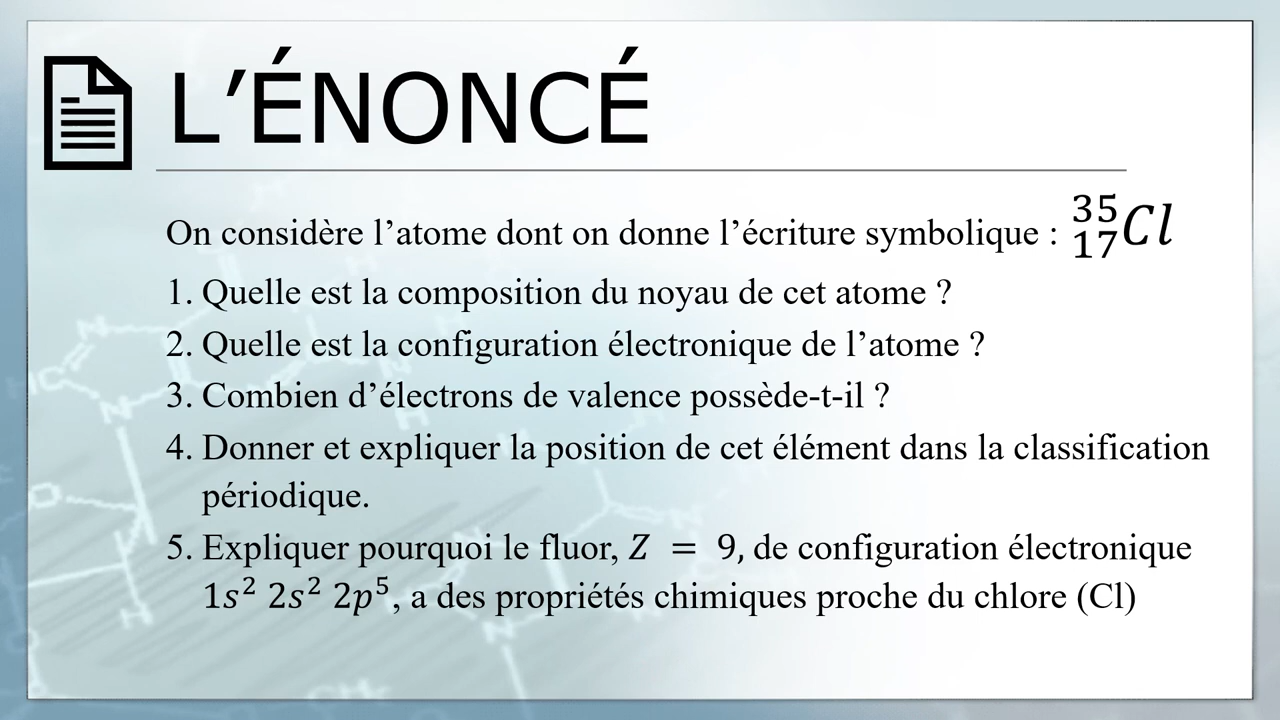 L’ÉNONCÉ
On considère l’atome dont on donne l’écriture symbolique : ³⁵₁₇Cl
1. Quelle est la composition du noyau de cet atome ?
2. Quelle est la configuration électronique de l’atome ?
3. Combien d’électrons de valence possède-t-il ?
4. Donner et expliquer la position de cet élément dans la classification
périodique.
5. Expliquer pourquoi le fluor, Z = 9, de configuration électronique
1s² 2s² 2p⁵, a des propriétés chimiques proche du chlore (Cl)